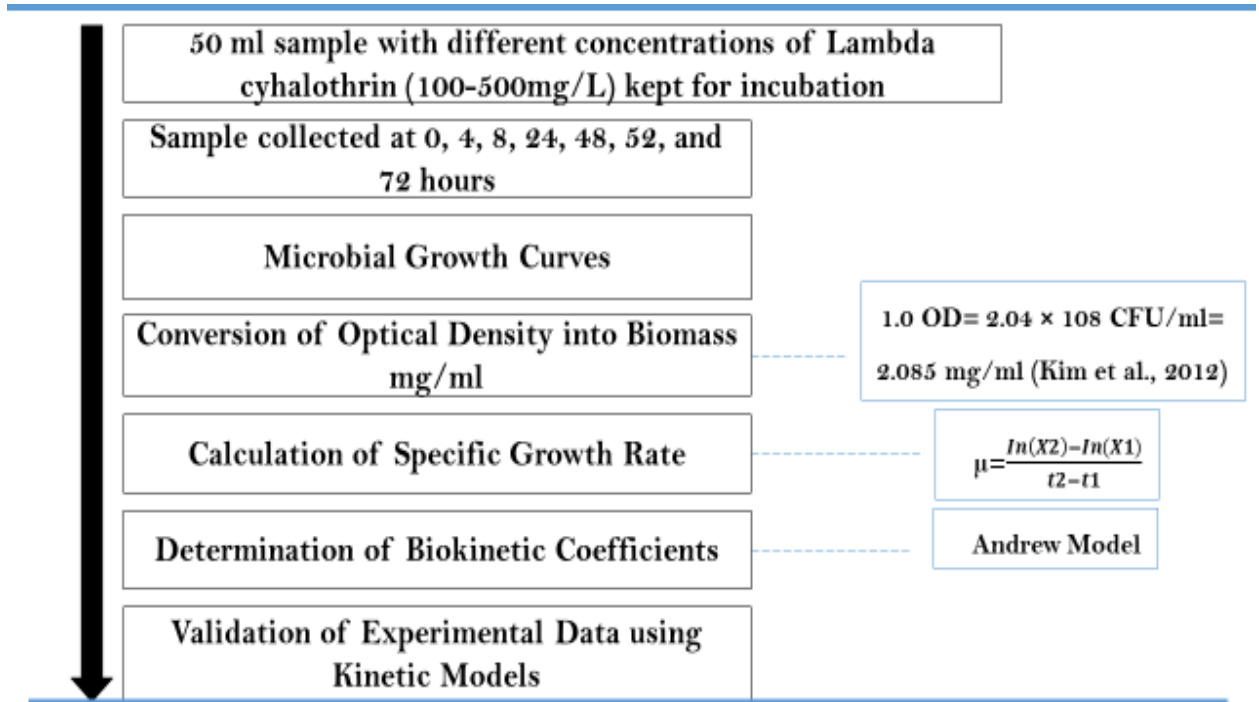 50 ml sample with different concentrations of Lambda
cyhalothrin (100-500mg/L) kept for incubation
Sample collected at 0, 4, 8, 24, 48, 52, and
72 hours
Microbial Growth Curves
Conversion of Optical Density into Biomass
mg/ml
1.0 OD= 2.04 × 108 CFU/ml=
2.085 mg/ml (Kim et al., 2012)
Calculation of Specific Growth Rate
μ=In(X2)−In(X1)/t2−t1
Determination of Biokinetic Coefficients
Andrew Model
Validation of Experimental Data using
Kinetic Models